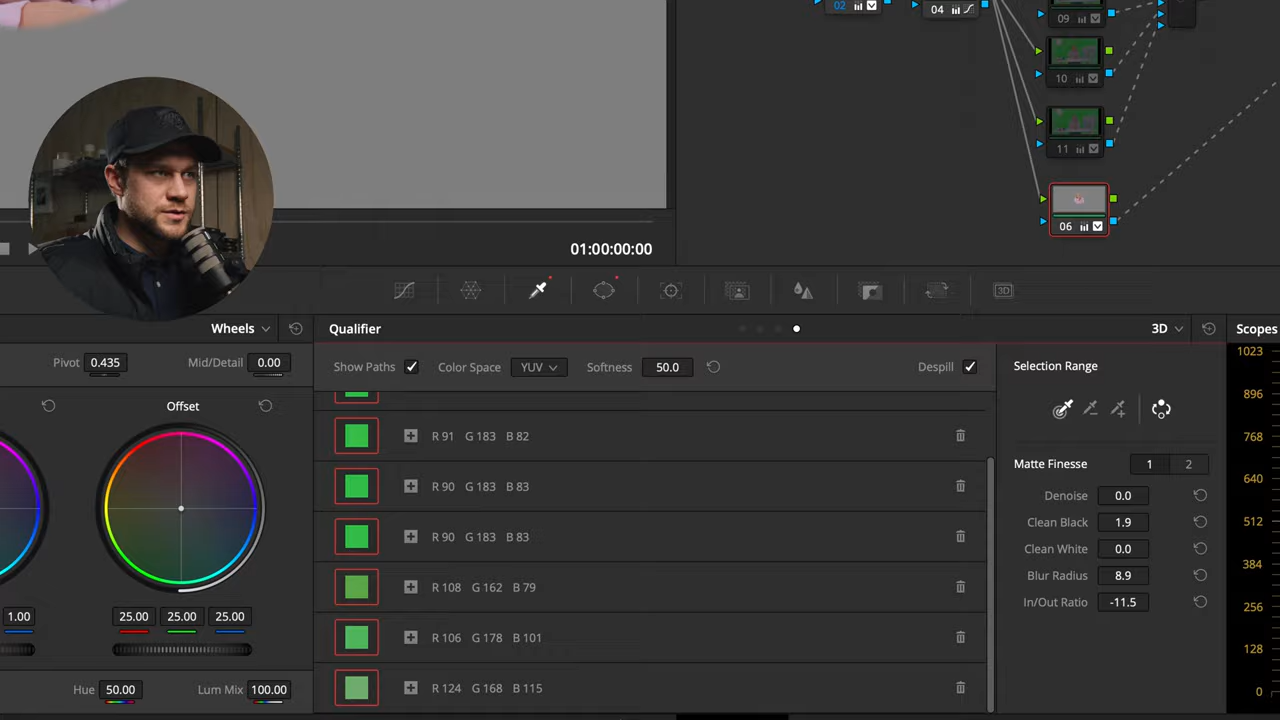 02
04
09
10
11
06
01:00:00:00
3D
Wheels
Qualifier
3D
Scopes
Pivot 0.435 Mid/Detail 0.00
Show Paths Color Space YUV Softness 50.0 Despill
Selection Range
Offset
R 91 G 183 B 82
R 90 G 183 B 83
R 90 G 183 B 83
R 108 G 162 B 79
R 106 G 178 B 101
R 124 G 168 B 115
Matte Finesse 1 2
Denoise 0.0
Clean Black 1.9
Clean White 0.0
Blur Radius 8.9
In/Out Ratio -11.5
1.00 25.00 25.00 25.00
Hue 50.00 Lum Mix 100.00
1023
896
768
640
512
384
256
128
0